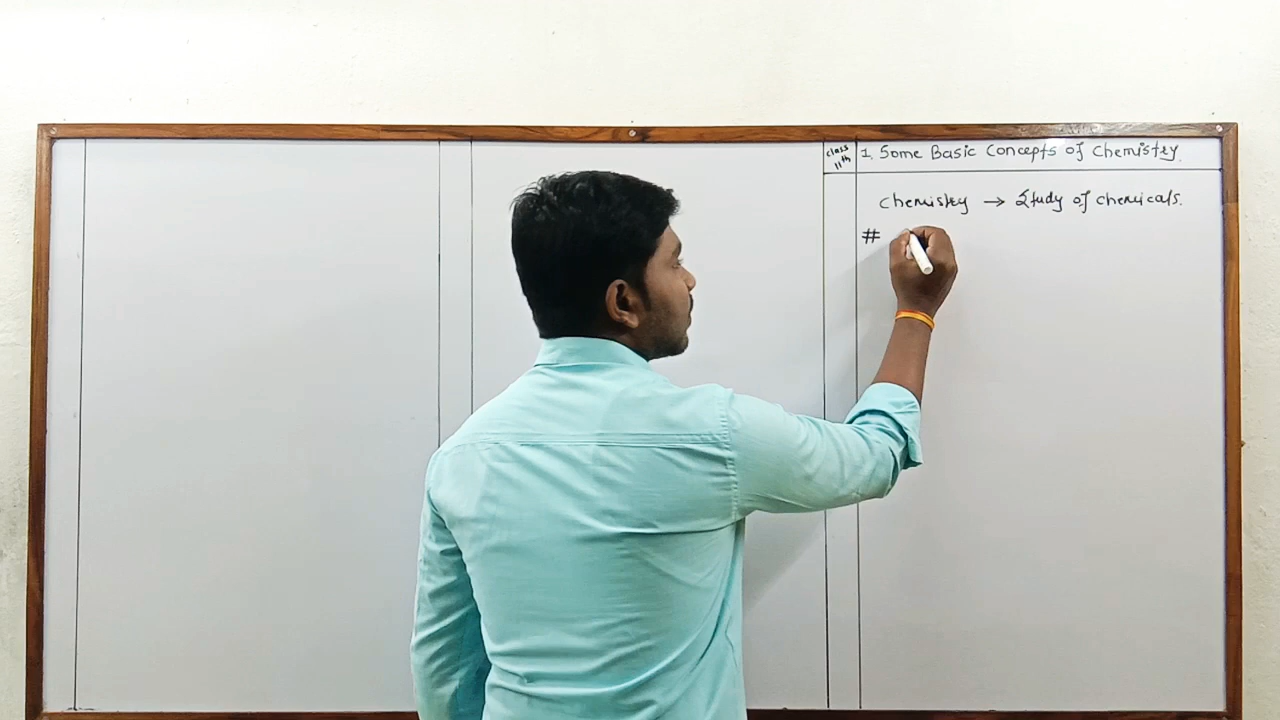 class 11th
1. Some Basic Concepts of Chemistry.
Chemistry → Study of chemicals.
#